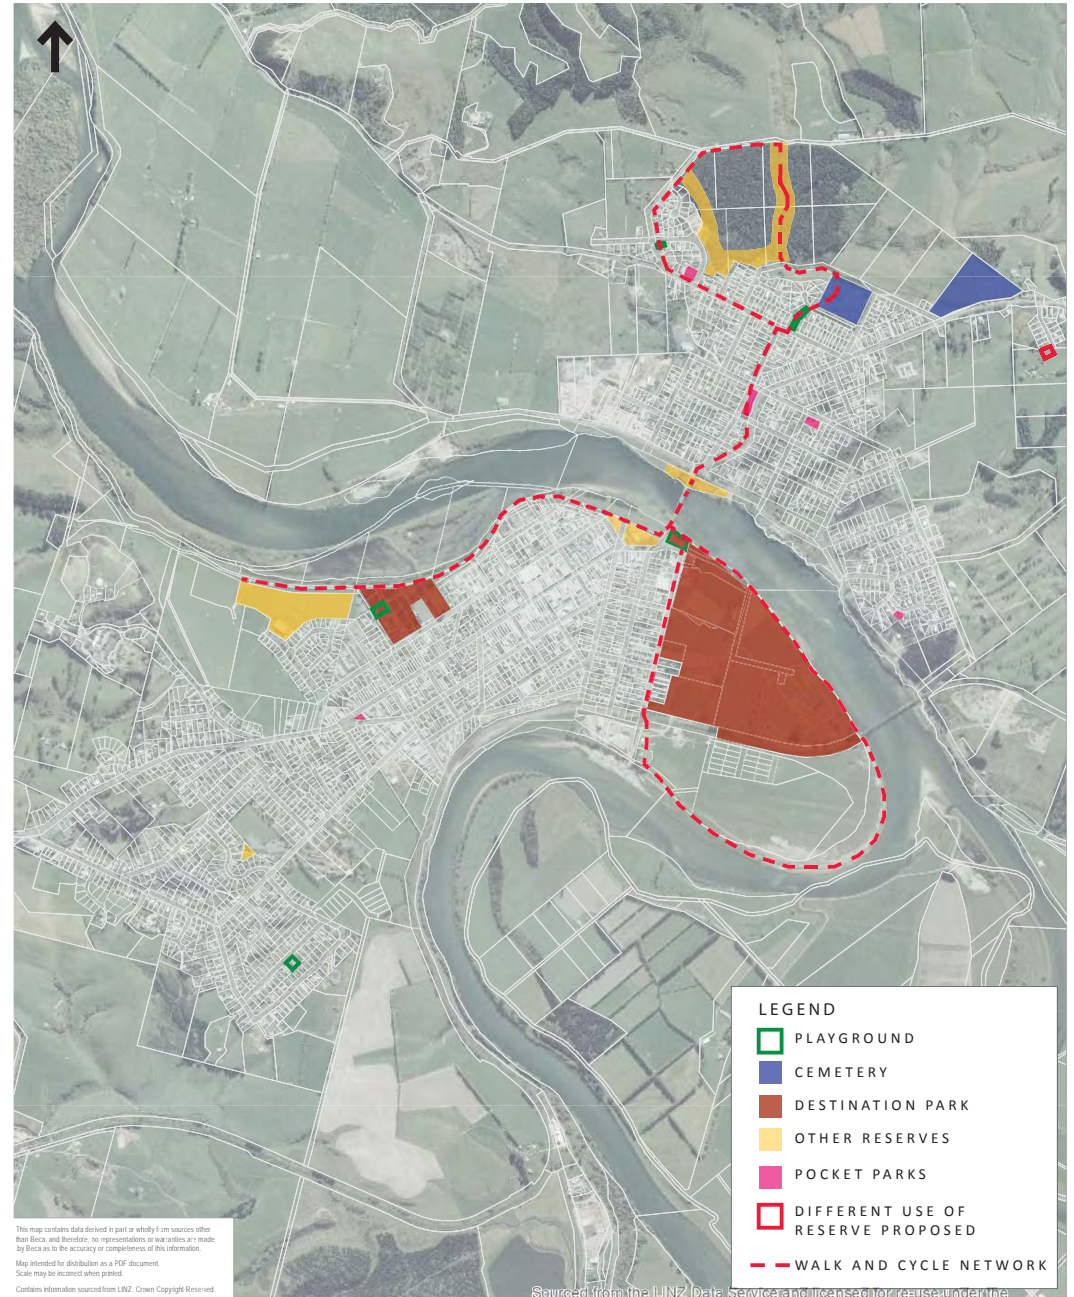 LEGEND
PLAYGROUND
CEMETERY
DESTINATION PARK
OTHER RESERVES
POCKET PARKS
DIFFERENT USE OF
RESERVE PROPOSED
WALK AND CYCLE NETWORK
This map contains data derived in part or wholly from sources other
than Beca, and therefore, no representations or warranties are made
by Beca as to the accuracy or completeness of this information.
Map intended for distribution as a PDF document.
Scale may be incorrect when printed.
Contains information sourced from LINZ. Crown Copyright Reserved.
Sourced from the LINZ Data Service and licensed for re-use under the